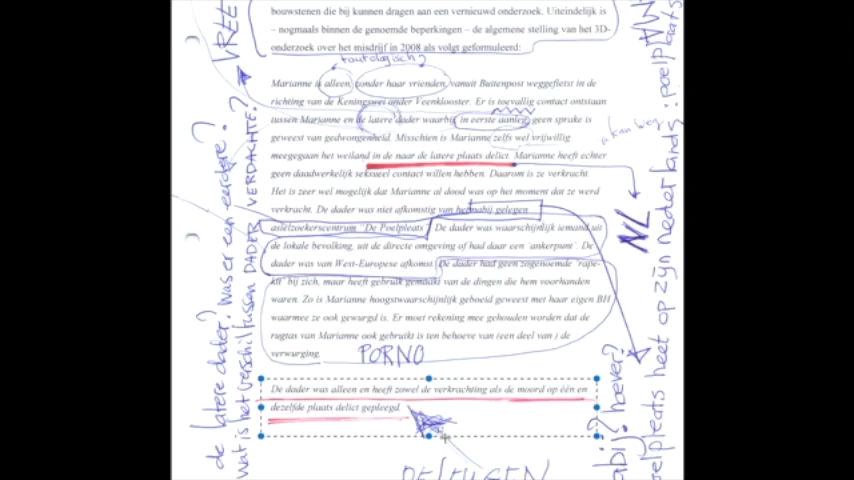 bouwstenen die bij kunnen dragen aan een vernieuwd onderzoek. Uiteindelijk is
– nogmaals binnen de genoemde beperkingen – de algemene stelling van het 3D-
onderzoek over het misdrijf in 2008 als volgt geformuleerd:
tautologisch?
Marianne is alleen, zonder haar vrienden, vanuit Buitenpost weggefietst in de
richting van de Keningswei onder Veenklooster. Er is toevallig contact ontstaan
tussen Marianne en de latere dader waarbij in eerste aanleg, geen sprake is
geweest van gedwongenheid. Misschien is Marianne zelfs wel vrijwillig
meegegaan het weiland in de naar de latere plaats delict. Marianne heeft echter
geen daadwerkelijk seksueel contact willen hebben. Daarom is ze verkracht
Het is zeer wel mogelijk dat Marianne al dood was op het moment dat ze werd
verkracht. De dader was niet afkomstig van het nabij gelegen
asielzoekerscentrum "De Poelpleats". De dader was waarschijnlijk iemand uit
de lokale bevolking, uit de directe omgeving of had daar een 'ankerpunt'. De
dader was van West-Europese afkomst. De dader had geen zogenoemde 'rape-
kit' bij zich, maar heeft gebruik gemaakt van de dingen die hem voorhanden
waren. Zo is Marianne hoogstwaarschijnlijk geboeid geweest met haar eigen BH
waarmee ze ook gewurgd is. Er moet rekening mee gehouden worden dat de
rugtas van Marianne ook gebruikt is ten behoeve van (een deel van ) de
verwurging.
PORNO
De dader was alleen en heeft zowel de verkrachting als de moord op één en
dezelfde plaats delict gepleegd.
de latere dader? Was er een eerdere?
wat is het verschil tussen DADER, VERDACHTE?
VREE
NL
abij? hoever?
oelpleats heet op zijn nederlands: poelplaats